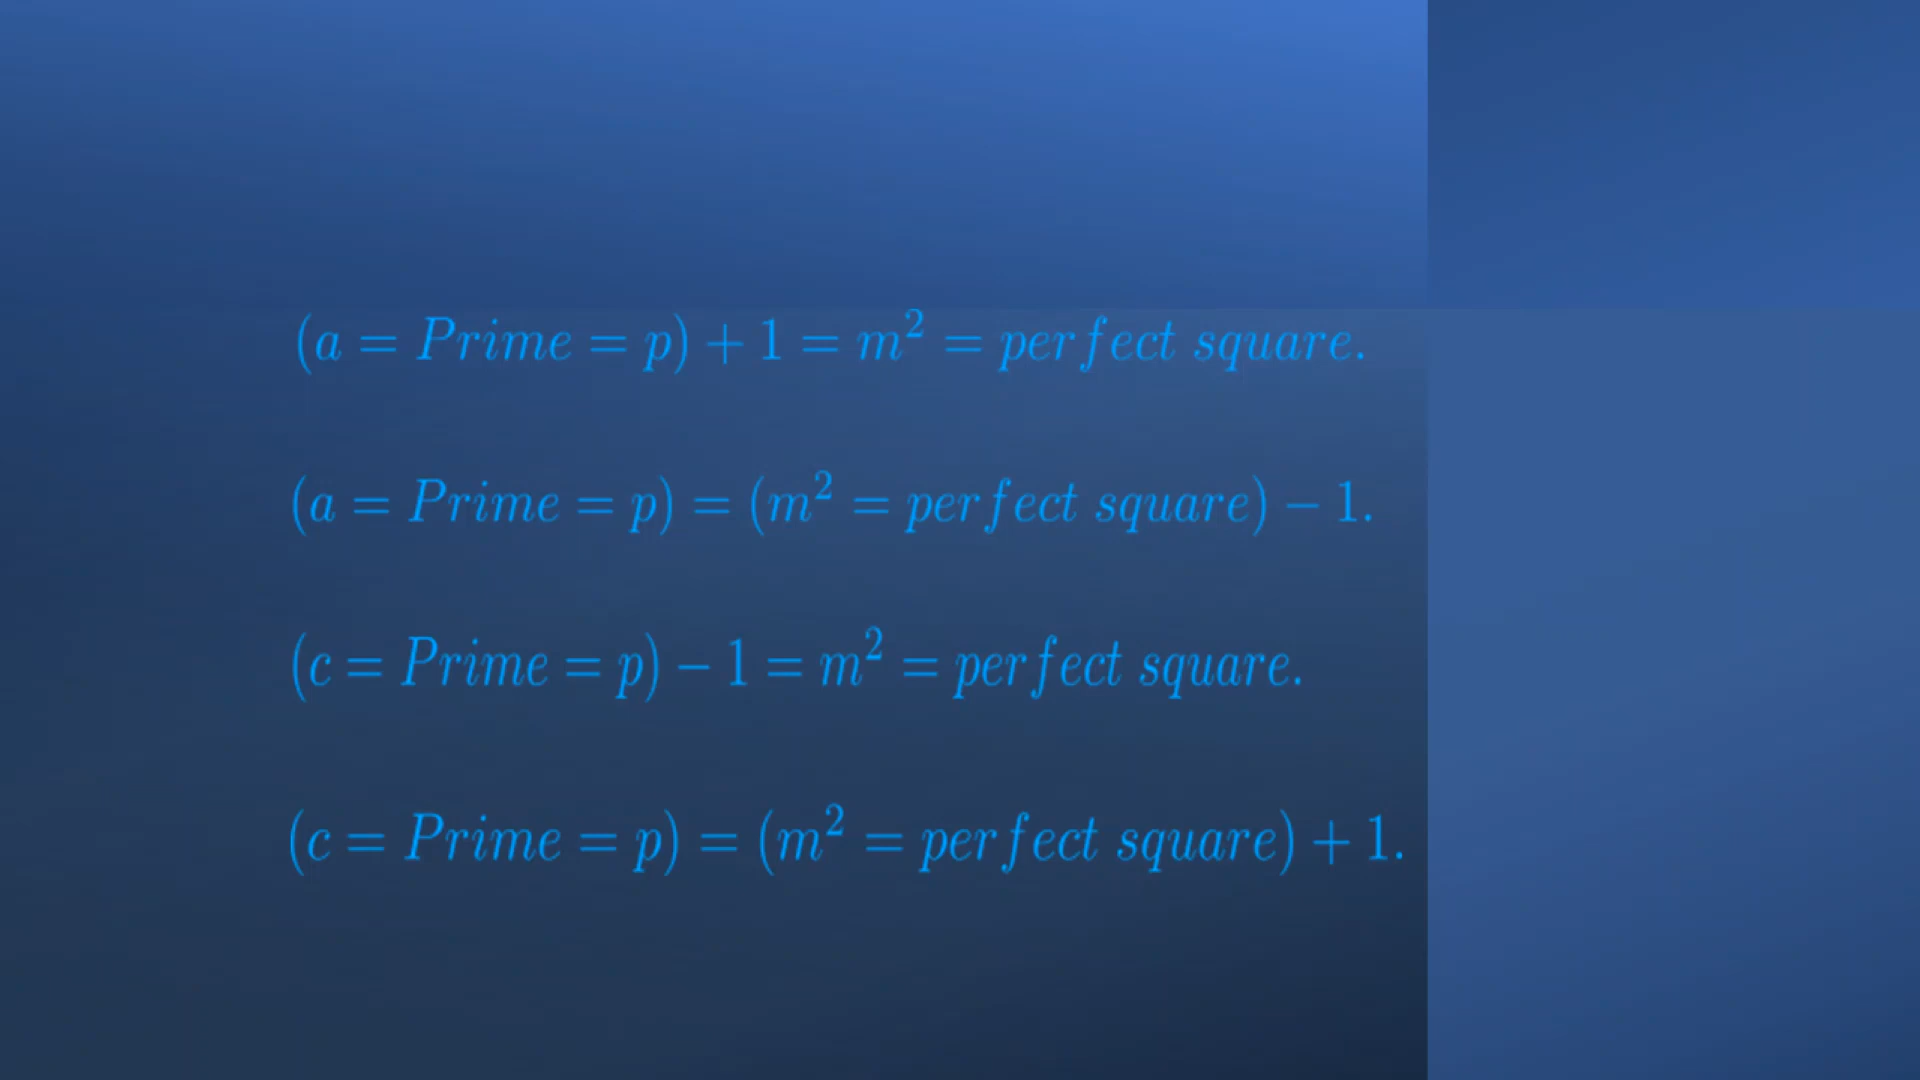 (a = Prime = p) + 1 = m² = perfect square.
(a = Prime = p) = (m² = perfect square) − 1.
(c = Prime = p) − 1 = m² = perfect square.
(c = Prime = p) = (m² = perfect square) + 1.